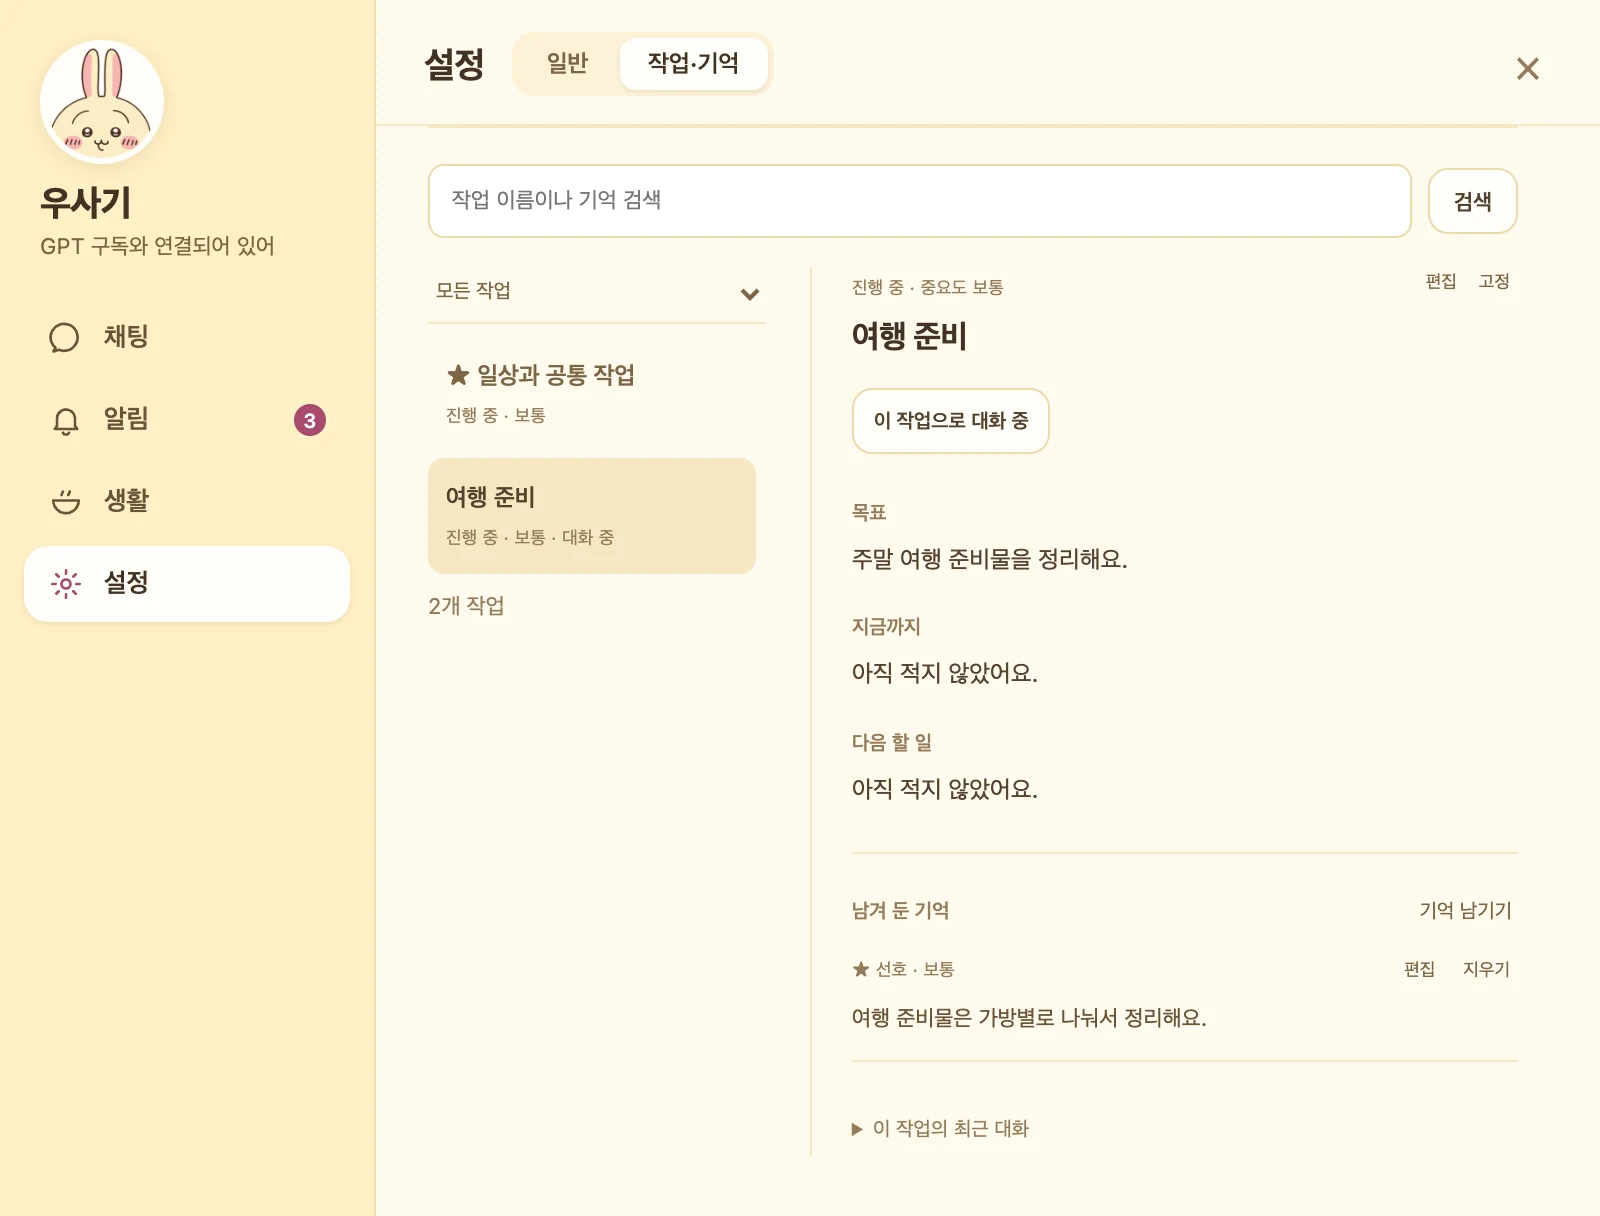 우사기
GPT 구독와 연결되어 있어
채팅
알림
3
생활
설정
설정
일반
작업·기억
작업 이름이나 기억 검색
검색
모든 작업
★ 일상과 공통 작업
진행 중 · 보통
여행 준비
진행 중 · 보통 · 대화 중
2개 작업
진행 중 · 중요도 보통
편집
고정
여행 준비
이 작업으로 대화 중
목표
주말 여행 준비물을 정리해요.
지금까지
아직 적지 않았어요.
다음 할 일
아직 적지 않았어요.
남겨 둔 기억
기억 남기기
★ 선호 · 보통
편집
지우기
여행 준비물은 가방별로 나눠서 정리해요.
▶ 이 작업의 최근 대화